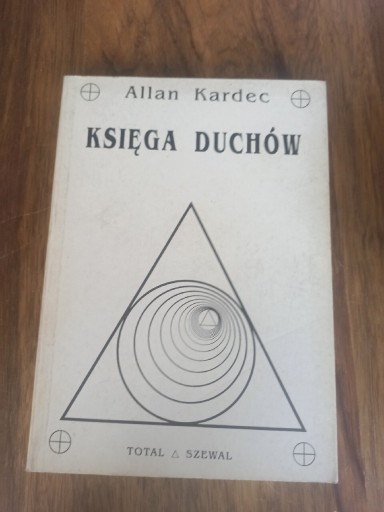 Allan Kardec
KSIĘGA DUCHÓW
TOTAL △ SZEWAL